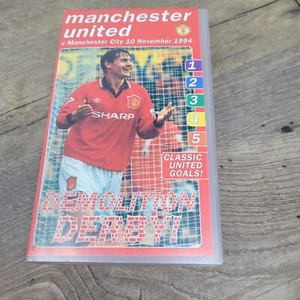 manchester
united
v Manchester City 10 November 1994
1
2
3
4
5
SHARP
CLASSIC
UNITED
GOALS!
DEMOLITION
DERBY!